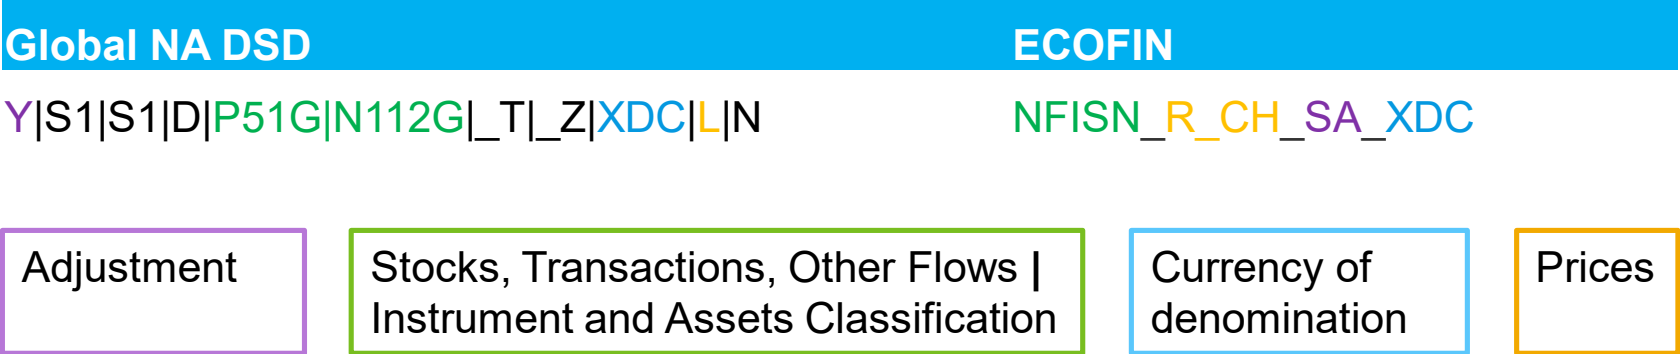 Global NA DSD ECOFIN
Y|S1|S1|D|P51G|N112G|_T|_Z|XDC|L|N NFISN_R_CH_SA_XDC
Adjustment
Stocks, Transactions, Other Flows |
Instrument and Assets Classification
Currency of
denomination
Prices